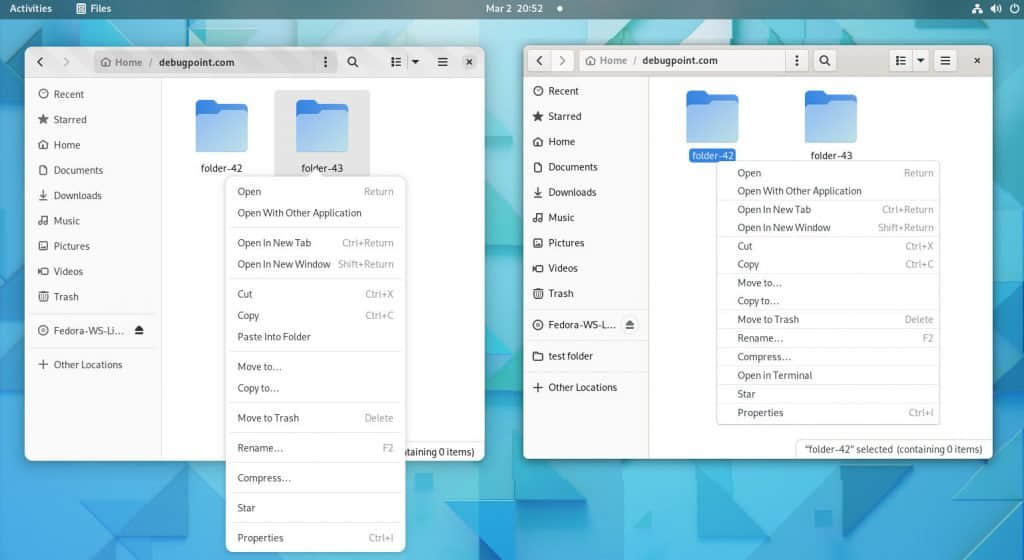 Activities Files Mar 2 20:52
Home / debugpoint.com
Recent
Starred
Home
Documents
Downloads
Music
Pictures
Videos
Trash
Fedora-WS-Li...
Other Locations
folder-42 folder-43
Open Return
Open With Other Application
Open In New Tab Ctrl+Return
Open In New Window Shift+Return
Cut Ctrl+X
Copy Ctrl+C
Paste Into Folder
Move to...
Copy to...
Move to Trash Delete
Rename... F2
Compress...
Star
Properties Ctrl+I
ntaining 0 items)
Home / debugpoint.com
Recent
Starred
Home
Documents
Downloads
Music
Pictures
Videos
Trash
Fedora-WS-L...
test folder
Other Locations
folder-42 folder-43
Open Return
Open With Other Application
Open In New Tab Ctrl+Return
Open In New Window Shift+Return
Cut Ctrl+X
Copy Ctrl+C
Move to...
Copy to...
Move to Trash Delete
Rename... F2
Compress...
Open in Terminal
Star
Properties Ctrl+I
"folder-42" selected (containing 0 items)